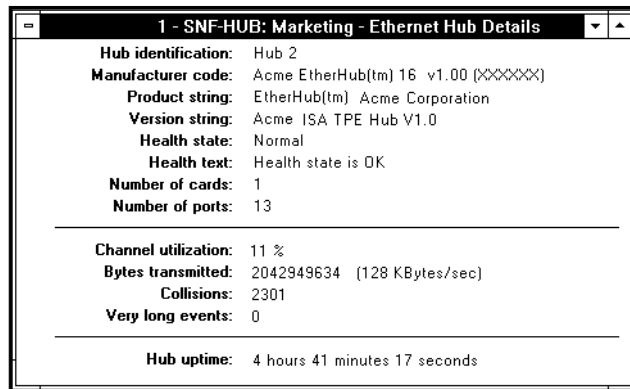 1 - SNF-HUB: Marketing - Ethernet Hub Details
Hub identification: Hub 2
Manufacturer code: Acme EtherHub(tm) 16 v1.00 (XXXXXX)
Product string: EtherHub(tm) Acme Corporation
Version string: Acme ISA TPE Hub V1.0
Health state: Normal
Health text: Health state is OK
Number of cards: 1
Number of ports: 13
Channel utilization: 11 %
Bytes transmitted: 2042949634 (128 KBytes/sec)
Collisions: 2301
Very long events: 0
Hub uptime: 4 hours 41 minutes 17 seconds